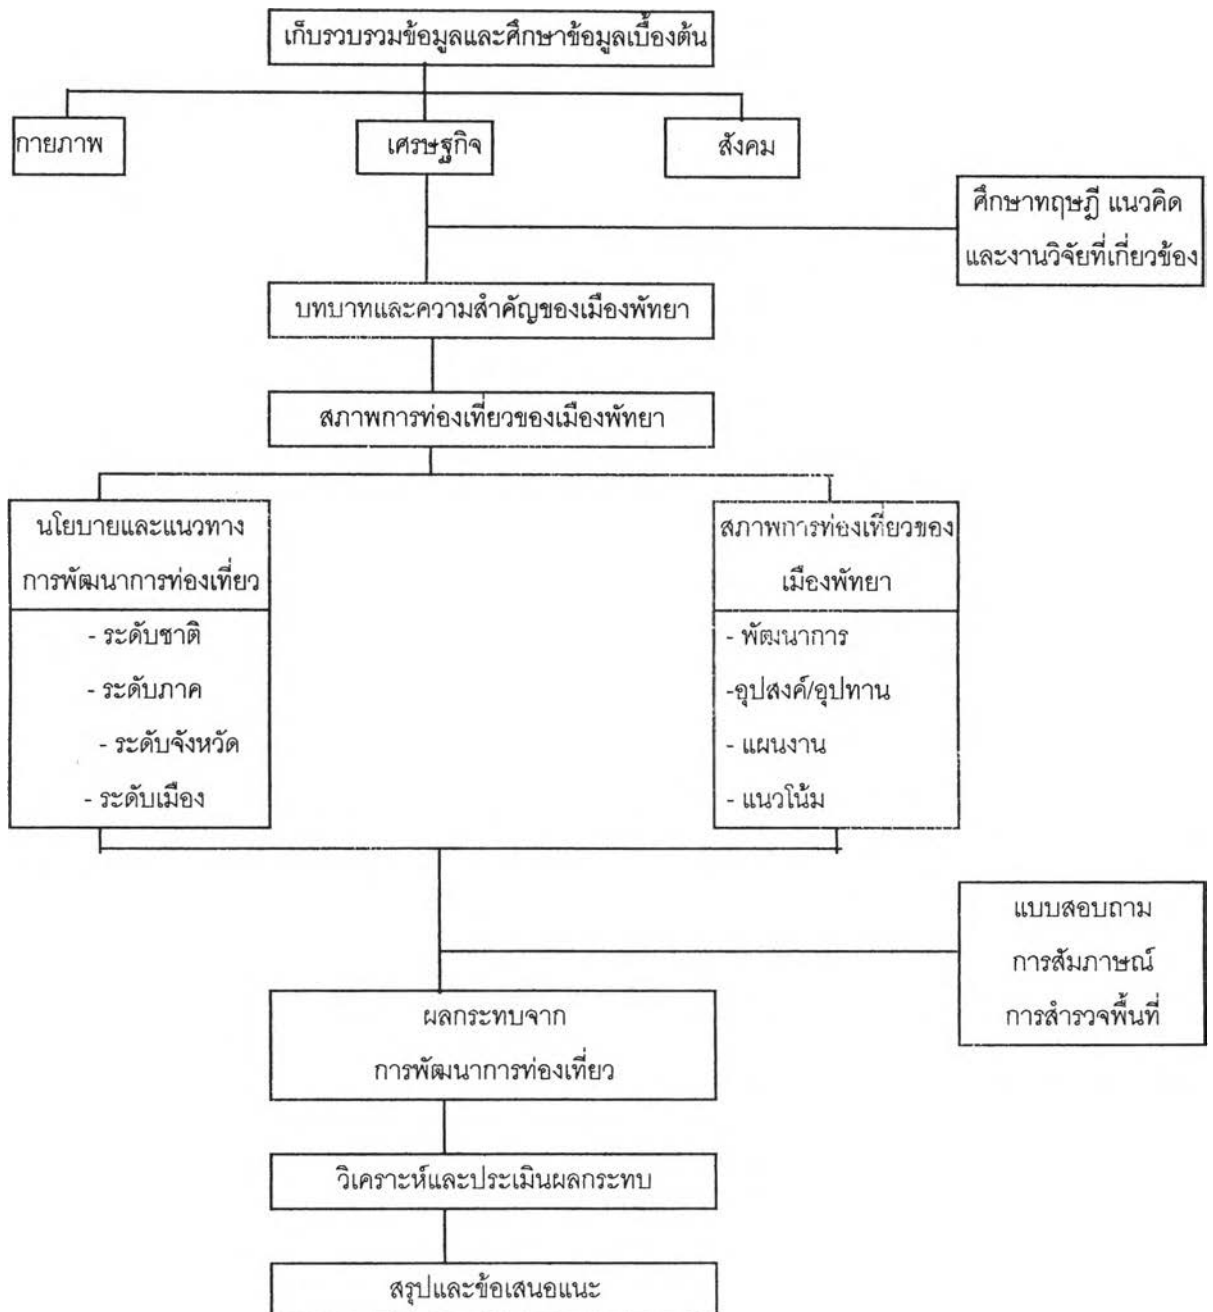 เก็บรวบรวมข้อมูลและศึกษาข้อมูลเบื้องต้น
กายภาพ
เศรษฐกิจ
สังคม
ศึกษาทฤษฎี แนวคิด
และงานวิจัยที่เกี่ยวข้อง
บทบาทและความสำคัญของเมืองพัทยา
สภาพการท่องเที่ยวของเมืองพัทยา
นโยบายและแนวทาง
การพัฒนาการท่องเที่ยว
- ระดับชาติ
- ระดับภาค
- ระดับจังหวัด
- ระดับเมือง
สภาพการท่องเที่ยวของ
เมืองพัทยา
- พัฒนาการ
-อุปสงค์/อุปทาน
- แผนงาน
- แนวโน้ม
แบบสอบถาม
การสัมภาษณ์
การสำรวจพื้นที่
ผลกระทบจาก
การพัฒนาการท่องเที่ยว
วิเคราะห์และประเมินผลกระทบ
สรุปและข้อเสนอแนะ